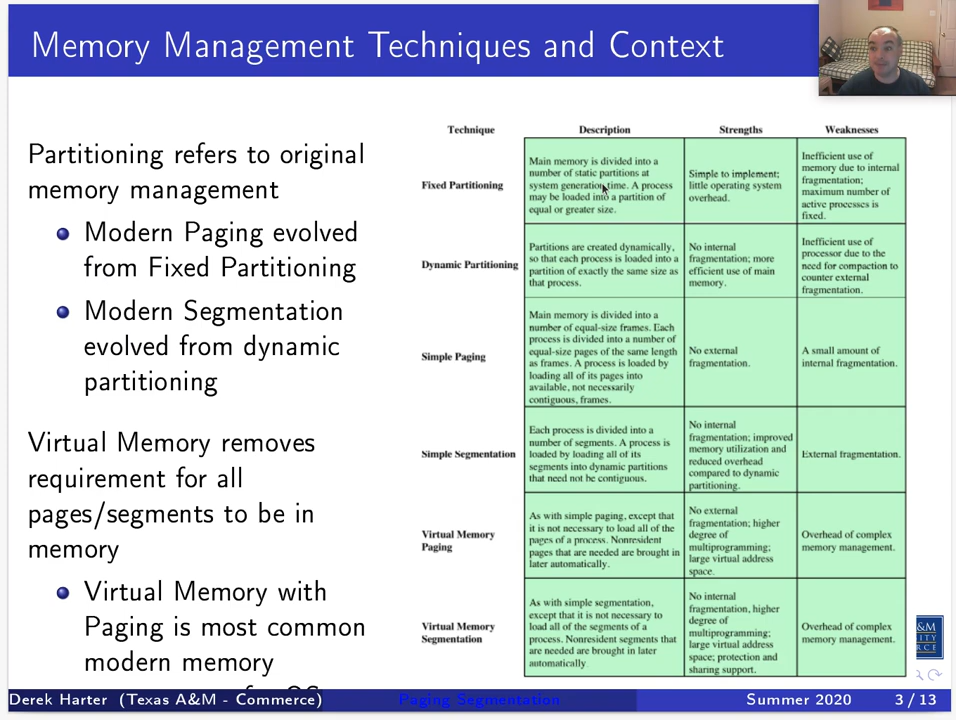 Memory Management Techniques and Context
Partitioning refers to original
memory management
Modern Paging evolved
from Fixed Partitioning
Modern Segmentation
evolved from dynamic
partitioning
Virtual Memory removes
requirement for all
pages/segments to be in
memory
Virtual Memory with
Paging is most common
modern memory
Technique Description Strengths Weaknesses
Fixed Partitioning
Main memory is divided into a
number of static partitions at
system generation time. A process
may be loaded into a partition of
equal or greater size.
Simple to implement;
little operating system
overhead.
Inefficient use of
memory due to internal
fragmentation;
maximum number of
active processes is
fixed.
Dynamic Partitioning
Partitions are created dynamically,
so that each process is loaded into a
partition of exactly the same size as
that process.
No internal
fragmentation; more
efficient use of main
memory.
Inefficient use of
processor due to the
need for compaction to
counter external
fragmentation.
Simple Paging
Main memory is divided into a
number of equal-size frames. Each
process is divided into a number of
equal-size pages of the same length
as frames. A process is loaded by
loading all of its pages into
available, not necessarily
contiguous, frames.
No external
fragmentation.
A small amount of
internal fragmentation.
Simple Segmentation
Each process is divided into a
number of segments. A process is
loaded by loading all of its
segments into dynamic partitions
that need not be contiguous.
No internal
fragmentation; improved
memory utilization and
reduced overhead
compared to dynamic
partitioning.
External fragmentation.
Virtual Memory
Paging
As with simple paging, except that
it is not necessary to load all of the
pages of a process. Nonresident
pages that are needed are brought in
later automatically.
No external
fragmentation; higher
degree of
multiprogramming;
large virtual address
space.
Overhead of complex
memory management.
Virtual Memory
Segmentation
As with simple segmentation,
except that it is not necessary to
load all of the segments of a
process. Nonresident segments that
are needed are brought in later
automatically.
No internal
fragmentation, higher
degree of
multiprogramming;
large virtual address
space; protection and
sharing support.
Overhead of complex
memory management.
&M
ITY
RCE
Derek Harter (Texas A&M - Commerce) Paging Segmentation Summer 2020 3 / 13